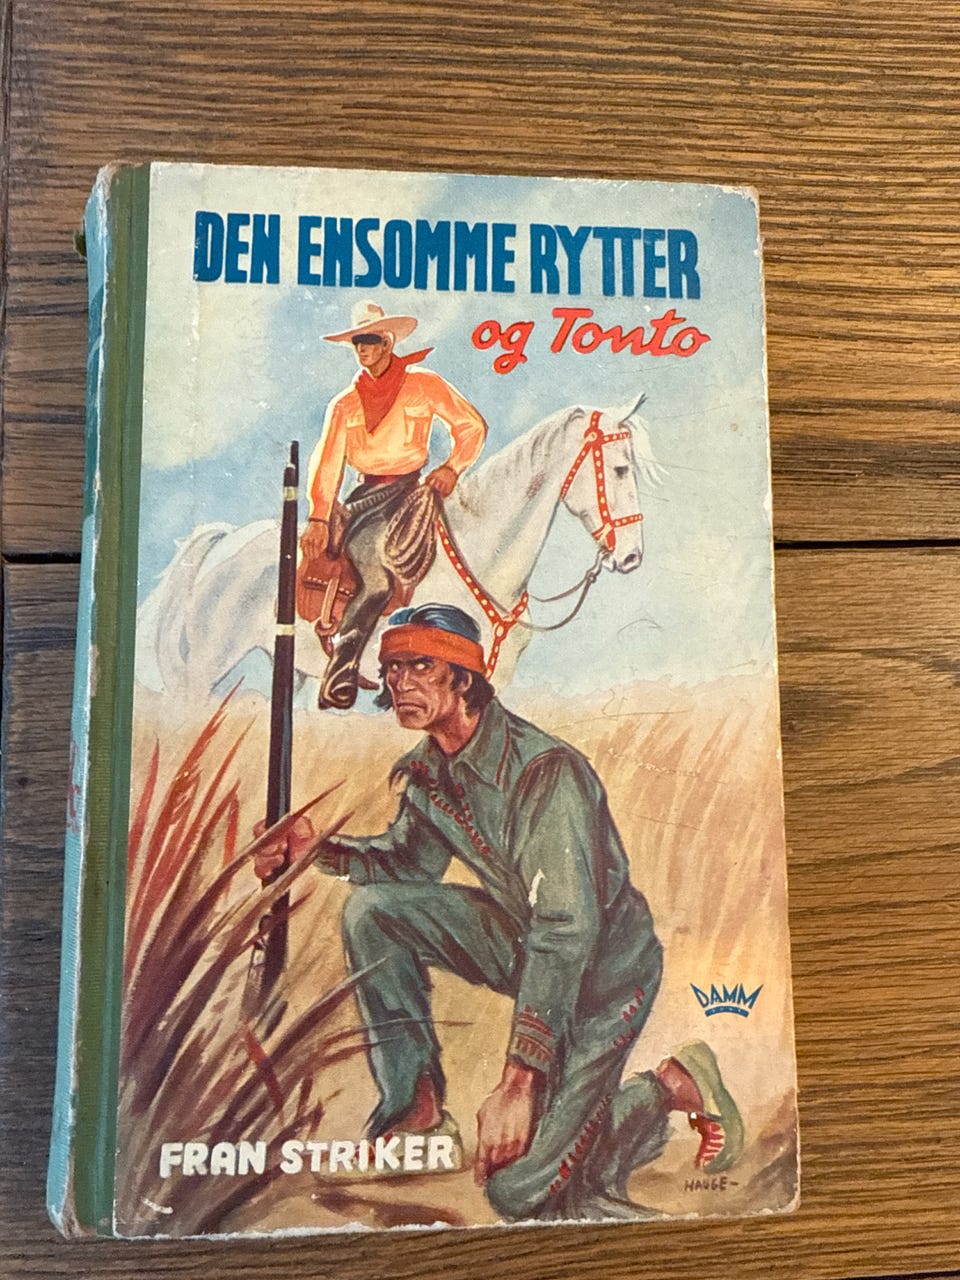 DEN ENSOMME RYTTER
og Tonto
DAMM
FRAN STRIKER
HAUGE-